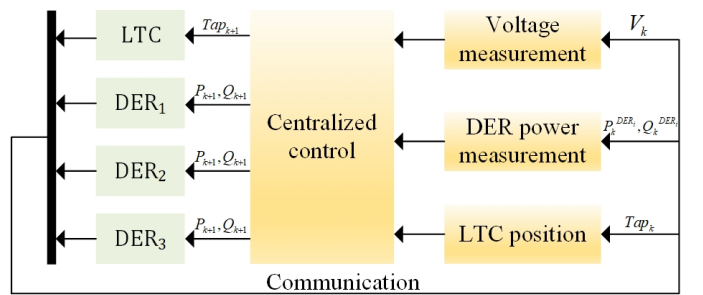 LTC
Tap_{k+1}
Voltage
measurement
V_k
DER_1
P_{k+1}, Q_{k+1}
Centralized
control
DER power
measurement
P_k^{DER_i}, Q_k^{DER_i}
DER_2
P_{k+1}, Q_{k+1}
DER_3
P_{k+1}, Q_{k+1}
LTC position
Tap_k
Communication